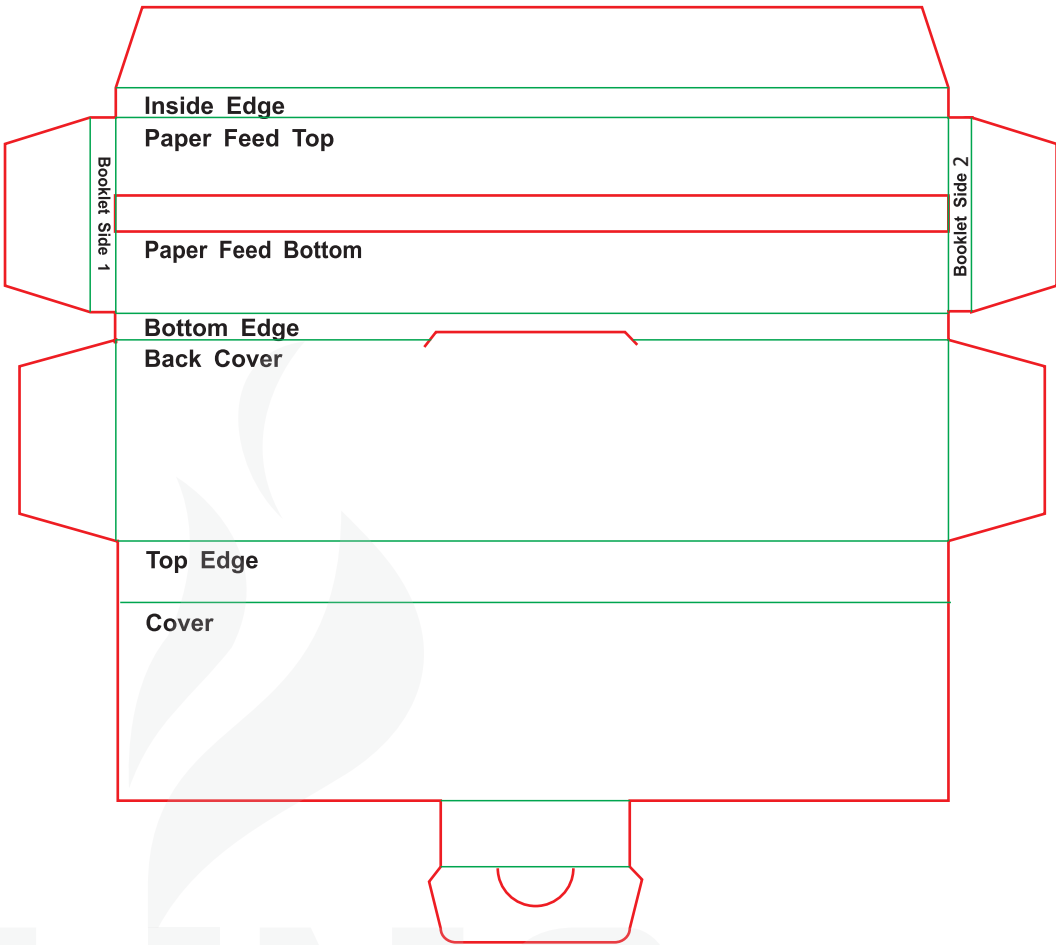 Inside Edge
Paper Feed Top
Booklet Side 1
Booklet Side 2
Paper Feed Bottom
Bottom Edge
Back Cover
Top Edge
Cover